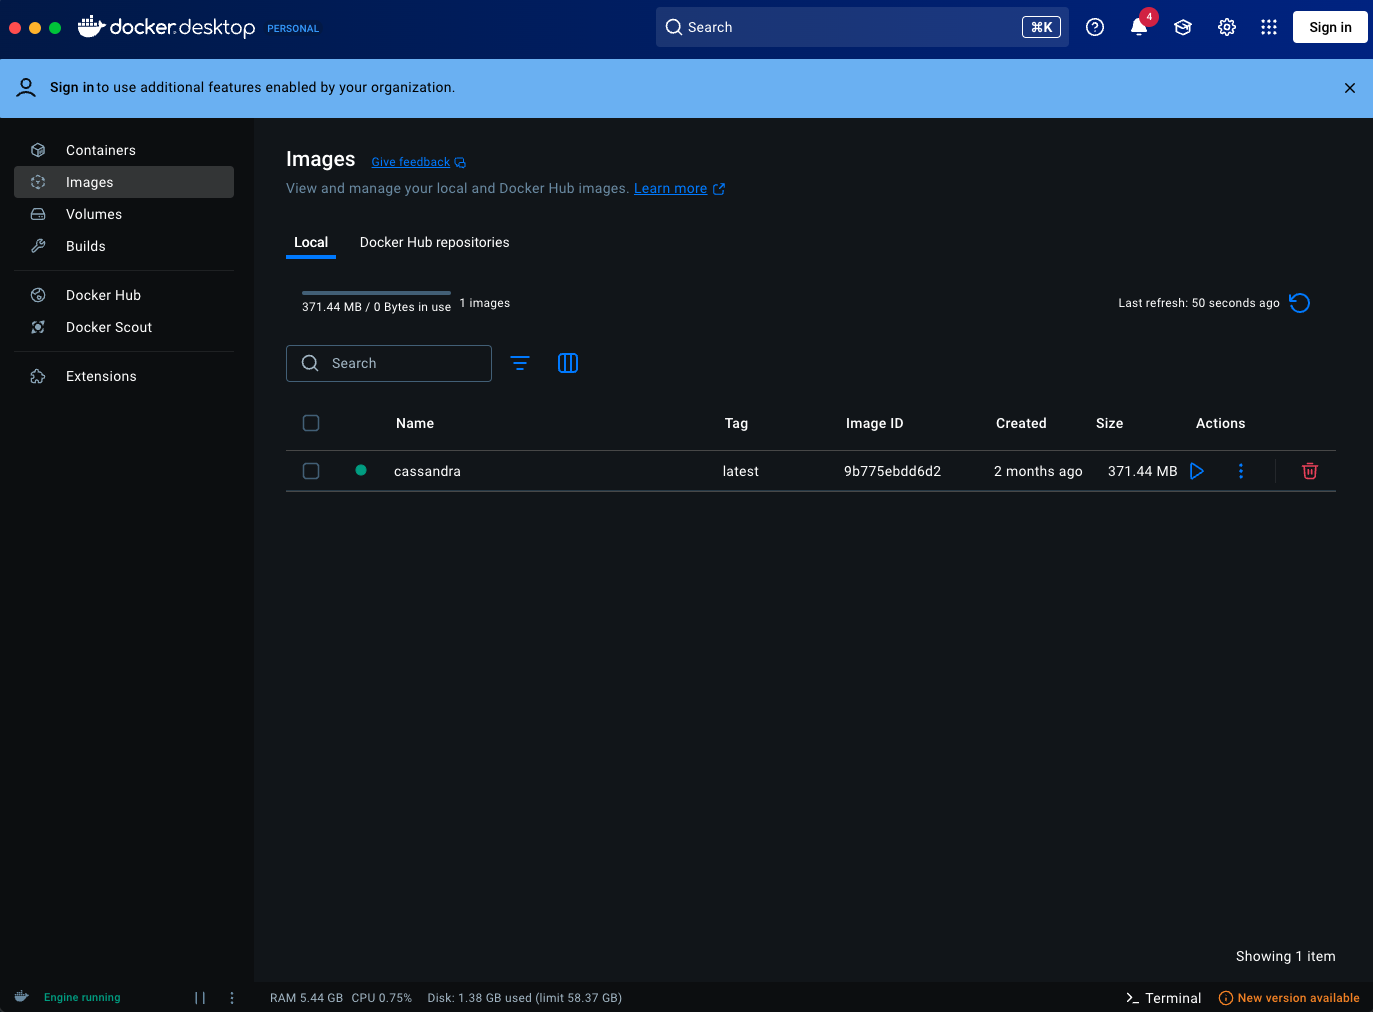 docker.desktop PERSONAL
Search ⌘K
4
Sign in
Sign in to use additional features enabled by your organization.
Containers
Images
Volumes
Builds
Docker Hub
Docker Scout
Extensions
Images Give feedback
View and manage your local and Docker Hub images. Learn more
Local Docker Hub repositories
371.44 MB / 0 Bytes in use 1 images
Last refresh: 50 seconds ago
Search
Name Tag Image ID Created Size Actions
cassandra latest 9b775ebdd6d2 2 months ago 371.44 MB
Showing 1 item
Engine running
RAM 5.44 GB CPU 0.75% Disk: 1.38 GB used (limit 58.37 GB)
Terminal
New version available